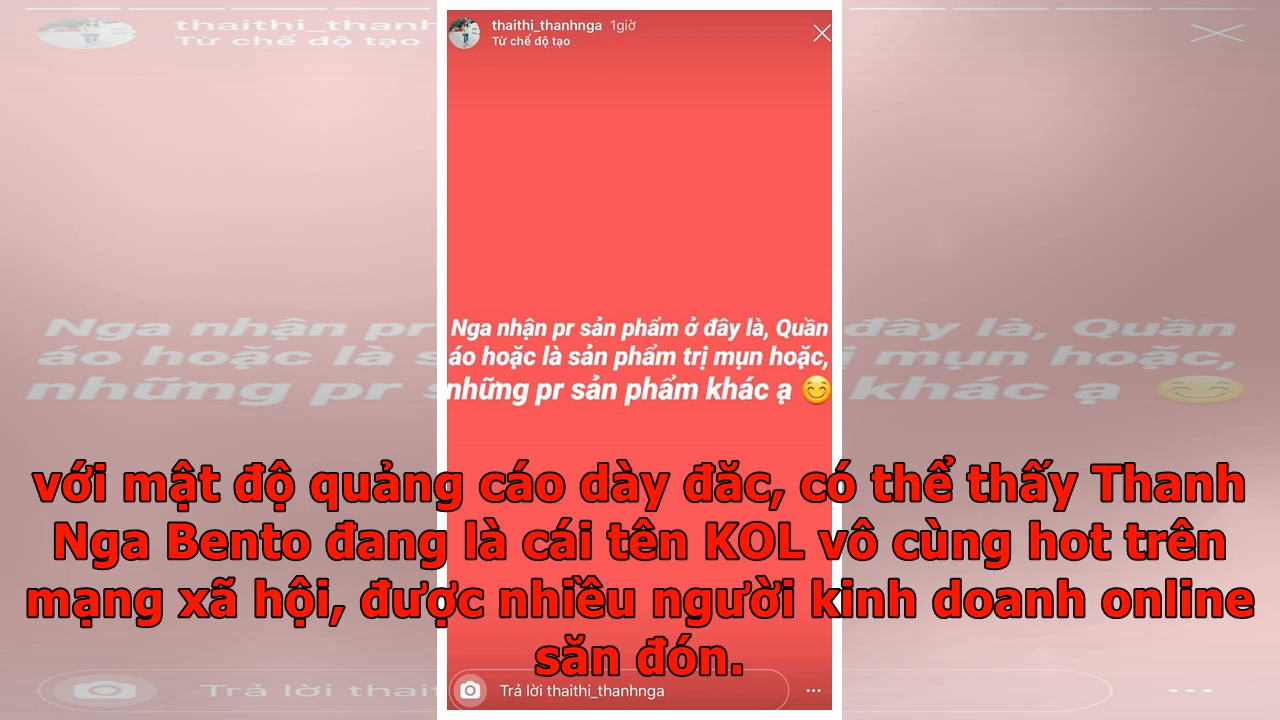 thaithi_thanhnga 1giờ
Từ chế độ tạo
Nga nhận pr sản phẩm ở đây là, Quần
áo hoặc là sản phẩm trị mụn hoặc,
những pr sản phẩm khác ạ 😊
với mật độ quảng cáo dày đăc, có thể thấy Thanh
Nga Bento đang là cái tên KOL vô cùng hot trên
mạng xã hội, được nhiều người kinh doanh online
săn đón.
Trả lời thaithi_thanhnga